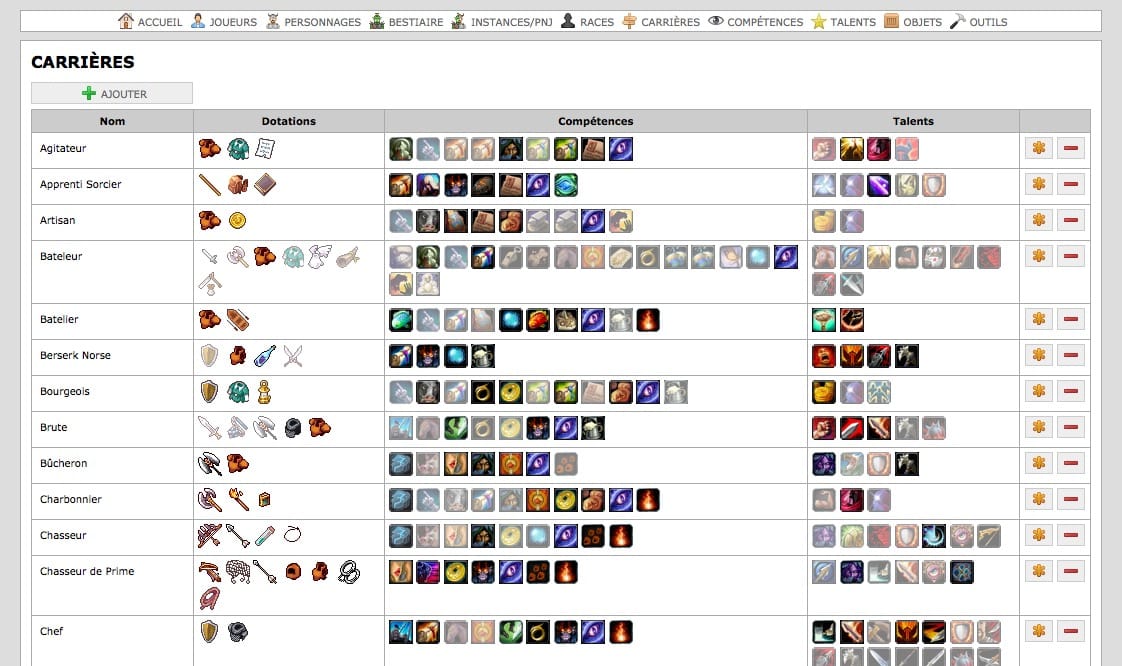 ACCUEIL JOUEURS PERSONNAGES BESTIAIRE INSTANCES/PNJ RACES CARRIÈRES COMPÉTENCES TALENTS OBJETS OUTILS
CARRIÈRES
AJOUTER
Nom Dotations Compétences Talents
Agitateur
Apprenti Sorcier
Artisan
Bateleur
Batelier
Berserk Norse
Bourgeois
Brute
Bûcheron
Charbonnier
Chasseur
Chasseur de Prime
Chef